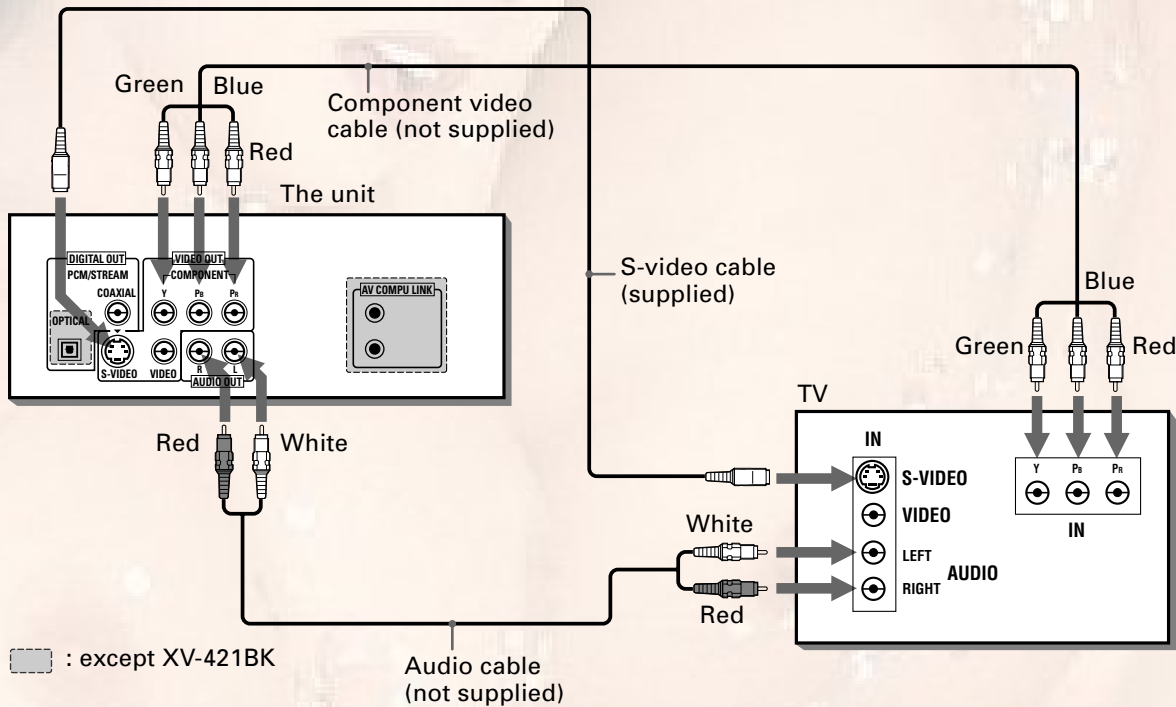 Green
Blue
Component video
cable (not supplied)
Red
The unit
DIGITAL OUT
PCM/STREAM
COAXIAL
OPTICAL
VIDEO OUT
COMPONENT
Y
PB
PR
S-VIDEO
VIDEO
R
L
AUDIO OUT
AV COMPU LINK
S-video cable
(supplied)
Blue
Green
Red
Red
White
TV
IN
S-VIDEO
VIDEO
LEFT
RIGHT
AUDIO
Y
PB
PR
IN
White
Red
: except XV-421BK
Audio cable
(not supplied)